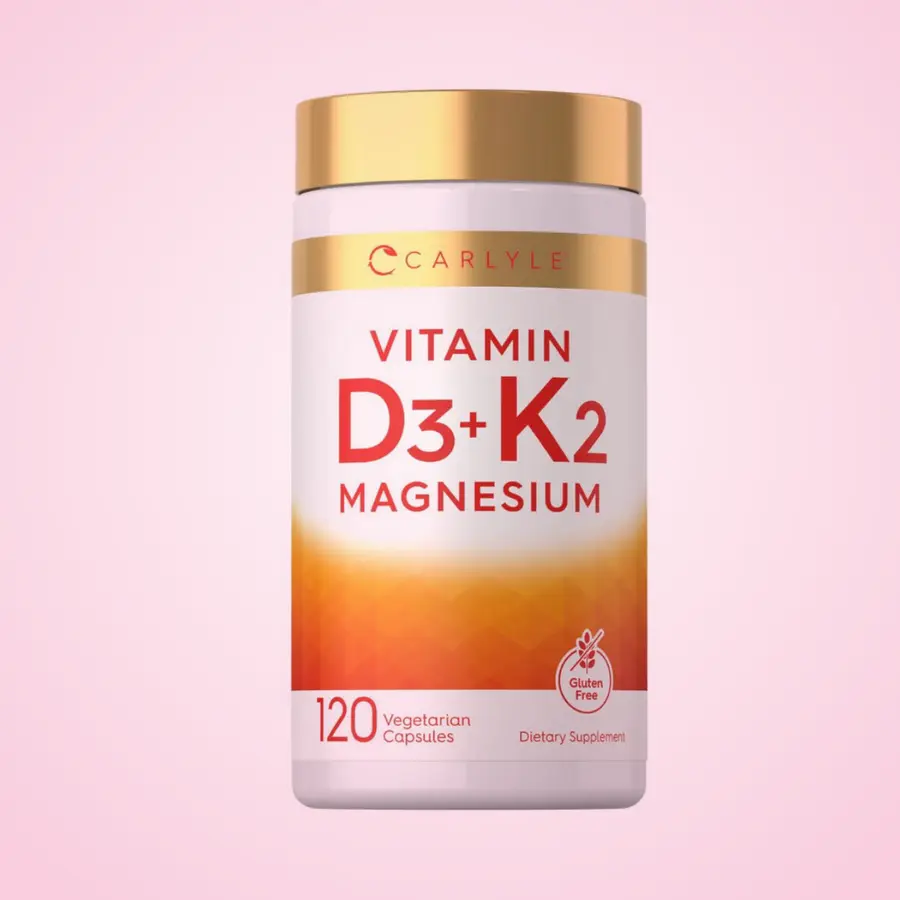 CARLYLE
VITAMIN
D3+K2
MAGNESIUM
Gluten
Free
120 Vegetarian
Capsules
Dietary Supplement